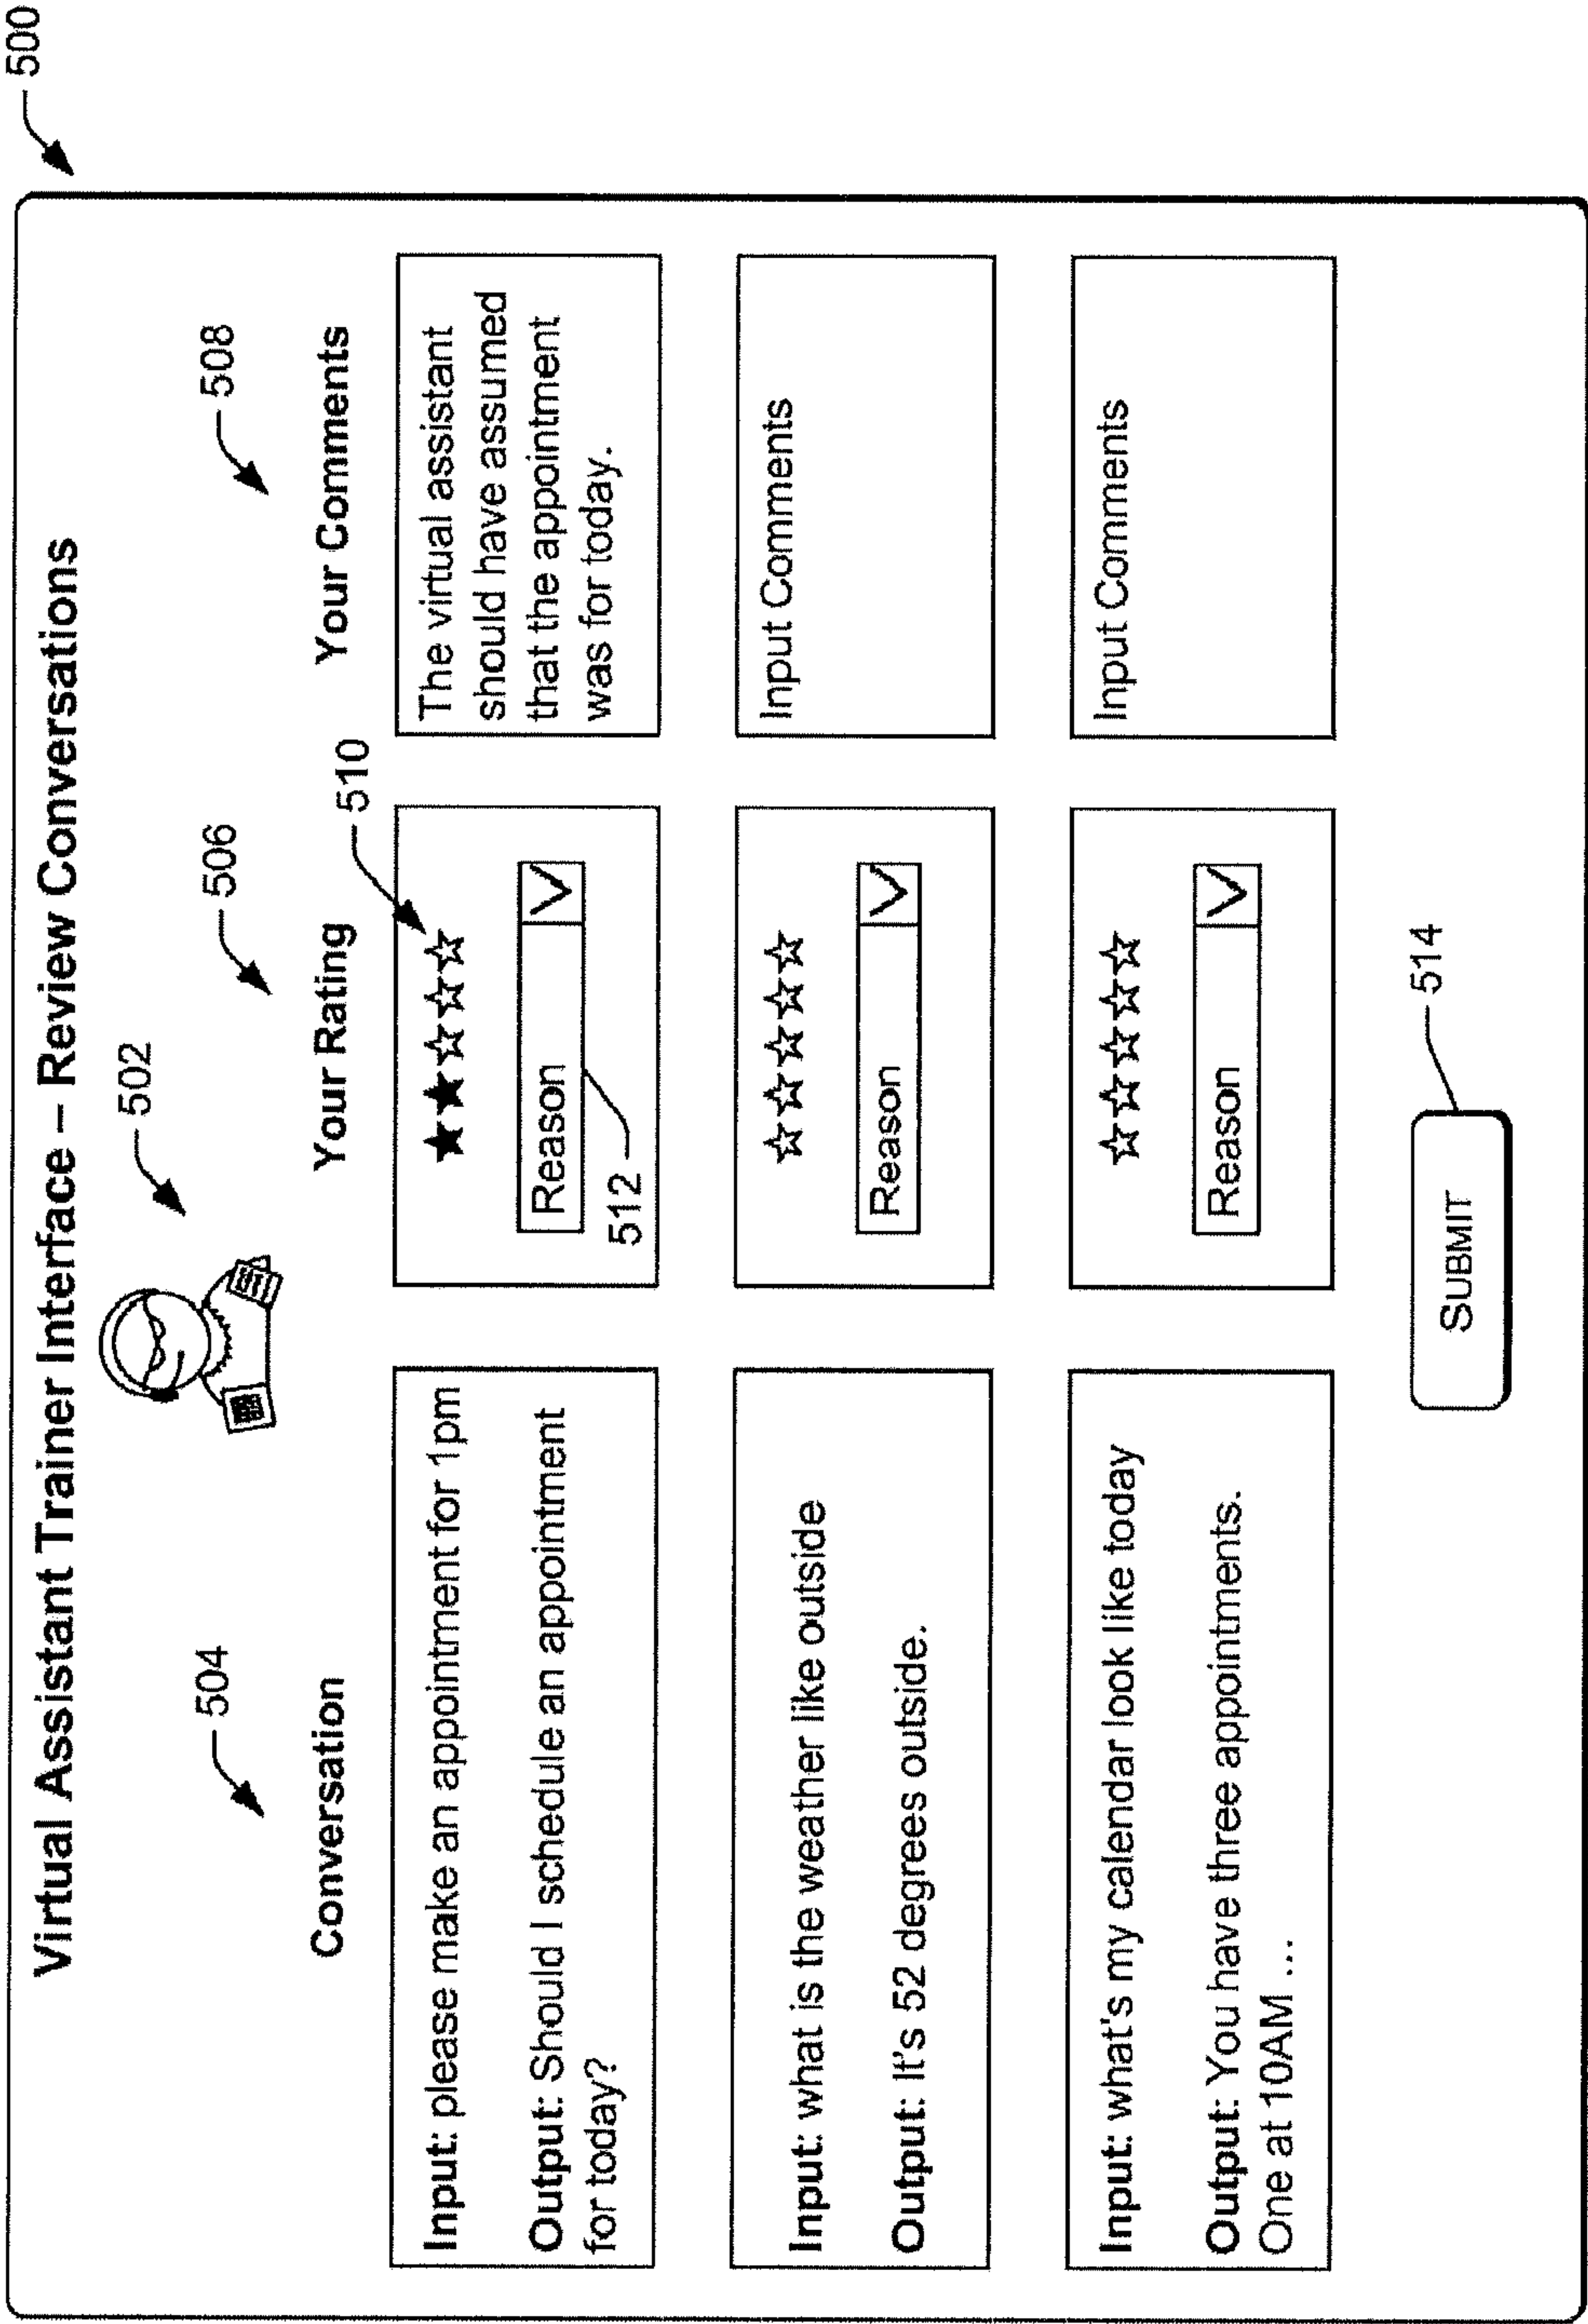 500
Virtual Assistant Trainer Interface – Review Conversations
502
504
506
508
Conversation
Your Rating
Your Comments
510
Input: please make an appointment for 1pm
Output: Should I schedule an appointment
for today?
Reason
512
The virtual assistant
should have assumed
that the appointment
was for today.
Input: what is the weather like outside
Output: It's 52 degrees outside.
Reason
Input Comments
Input: what's my calendar look like today
Output: You have three appointments.
One at 10AM ...
Reason
Input Comments
SUBMIT
514